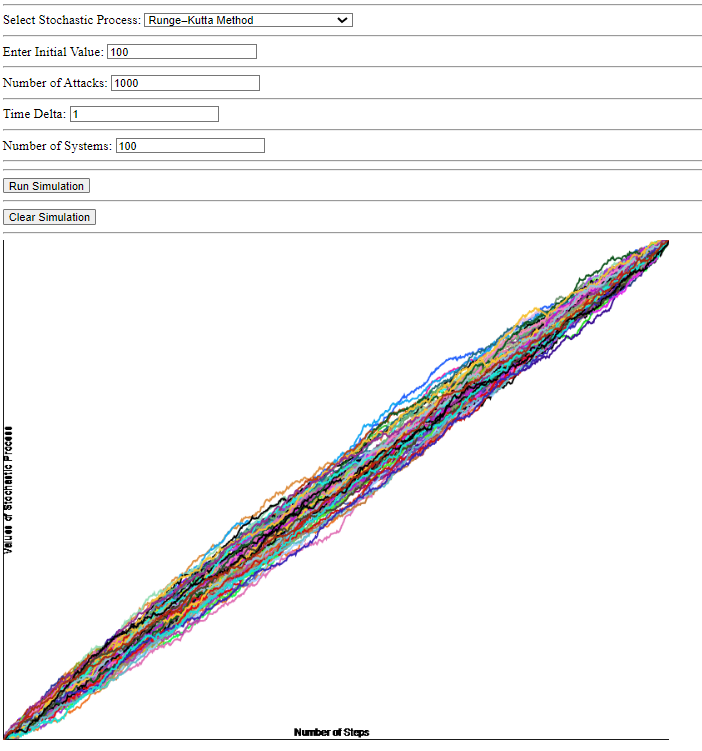 Select Stochastic Process: Runge–Kutta Method
Enter Initial Value: 100
Number of Attacks: 1000
Time Delta: 1
Number of Systems: 100
Run Simulation
Clear Simulation
Values of Stochastic Process
Number of Steps